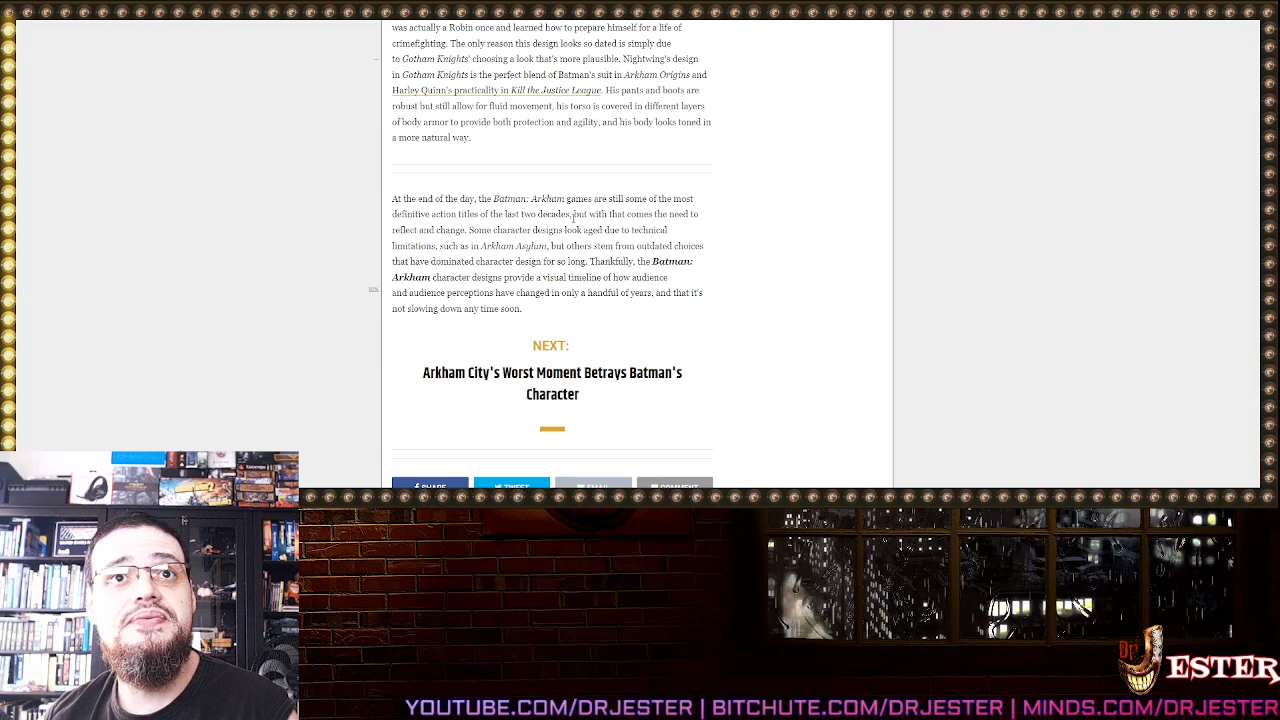 was actually a Robin once and learned how to prepare himself for a life of
crimefighting. The only reason this design looks so dated is simply due
to Gotham Knights' choosing a look that's more plausible. Nightwing's design
in Gotham Knights is the perfect blend of Batman's suit in Arkham Origins and
Harley Quinn's practicality in Kill the Justice League. His pants and boots are
robust but still allow for fluid movement, his torso is covered in different layers
of body armor to provide both protection and agility, and his body looks toned in
a more natural way.
At the end of the day, the Batman: Arkham games are still some of the most
definitive action titles of the last two decades, but with that comes the need to
reflect and change. Some character designs look aged due to technical
limitations, such as in Arkham Asylum, but others stem from outdated choices
that have dominated character design for so long. Thankfully, the Batman:
Arkham character designs provide a visual timeline of how audience
90%
and audience perceptions have changed in only a handful of years, and that it's
not slowing down any time soon.
NEXT:
Arkham City's Worst Moment Betrays Batman's
Character
SHARE TWEET EMAIL COMMENT
Dr. JESTER
YOUTUBE.COM/DRJESTER | BITCHUTE.COM/DRJESTER | MINDS.COM/DRJESTER